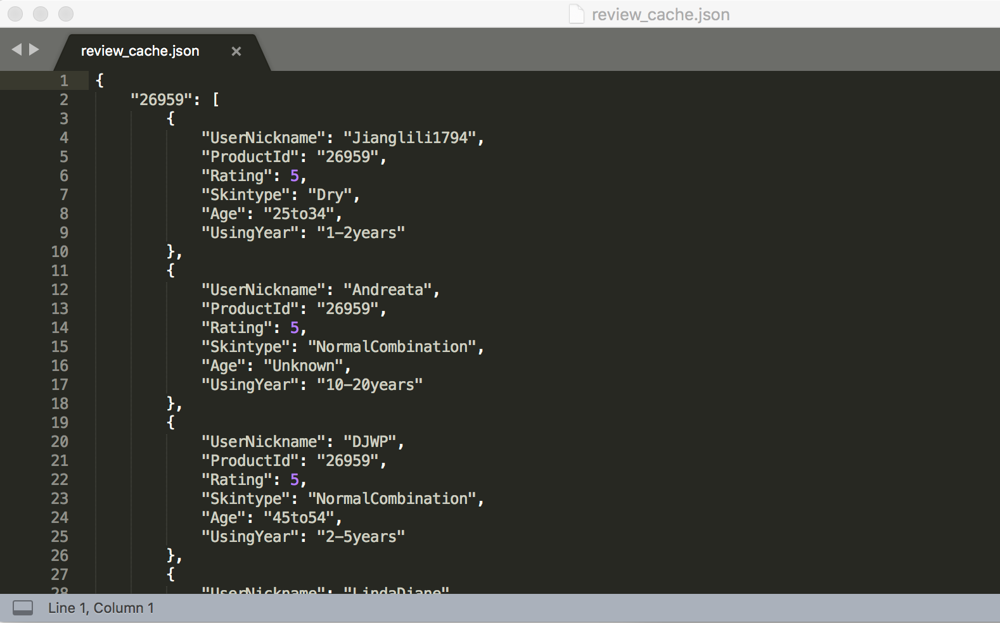 review_cache.json
review_cache.json ×
1 {
2 "26959": [
3 {
4 "UserNickname": "Jianglili1794",
5 "ProductId": "26959",
6 "Rating": 5,
7 "Skintype": "Dry",
8 "Age": "25to34",
9 "UsingYear": "1-2years"
10 },
11 {
12 "UserNickname": "Andreata",
13 "ProductId": "26959",
14 "Rating": 5,
15 "Skintype": "NormalCombination",
16 "Age": "Unknown",
17 "UsingYear": "10-20years"
18 },
19 {
20 "UserNickname": "DJWP",
21 "ProductId": "26959",
22 "Rating": 5,
23 "Skintype": "NormalCombination",
24 "Age": "45to54",
25 "UsingYear": "2-5years"
26 },
27 {
28 "UserNickname": "LindaDiane"
Line 1, Column 1